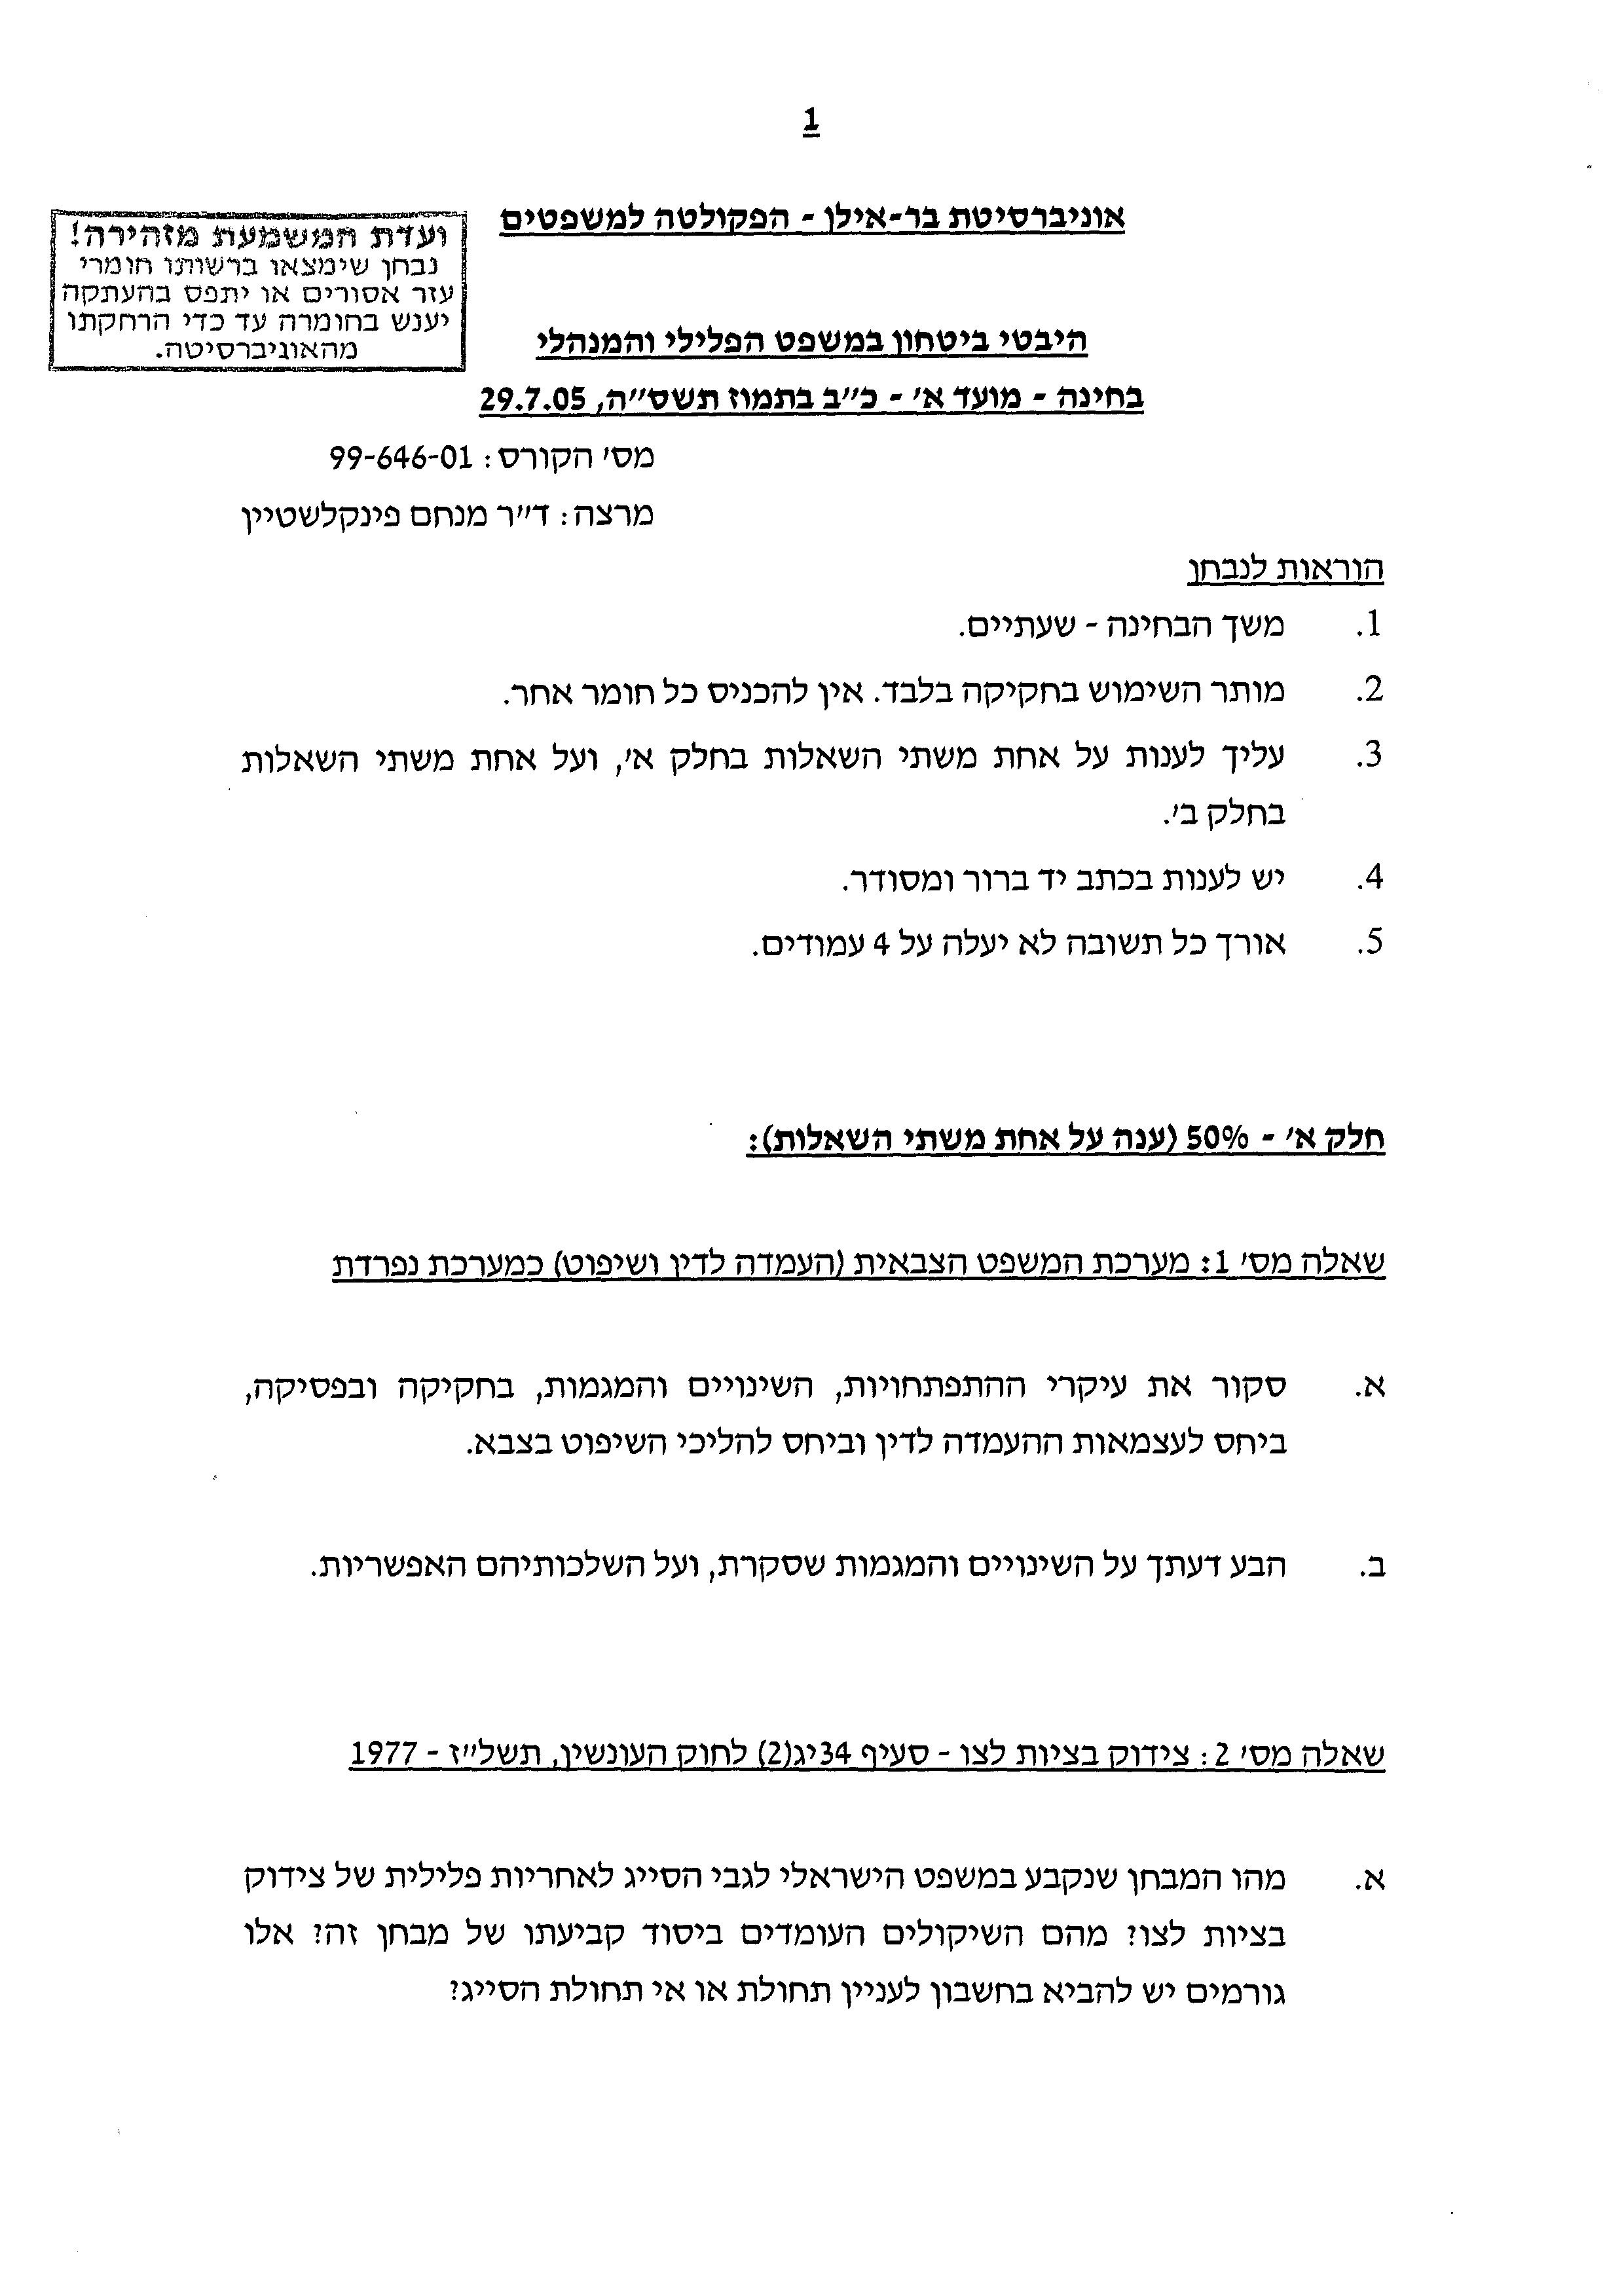 1
אוניברסיטת בר-אילן - הפקולטה למשפטים
ועדת המשמעת מזהירה!
נבחן שימצאו ברשותו חומרי
עזר אסורים או יתפס בהעתקה
יענש בחומרה עד כדי הרחקתו
מהאוניברסיטה.
היבטי ביטחון במשפט הפלילי והמנהלי
בחינה - מועד א' - כ"ב בתמוז תשס"ה, 29.7.05
מס' הקורס: 99-646-01
מרצה: ד"ר מנחם פינקלשטיין
הוראות לנבחן
1. משך הבחינה - שעתיים.
2. מותר השימוש בחקיקה בלבד. אין להכניס כל חומר אחר.
3. עליך לענות על אחת משתי השאלות בחלק א', ועל אחת משתי השאלות
בחלק ב'.
4. יש לענות בכתב יד ברור ומסודר.
5. אורך כל תשובה לא יעלה על 4 עמודים.
חלק א' - 50% (ענה על אחת משתי השאלות):
שאלה מס' 1: מערכת המשפט הצבאית (העמדה לדין ושיפוט) כמערכת נפרדת
א. סקור את עיקרי ההתפתחויות, השינויים והמגמות, בחקיקה ובפסיקה,
ביחס לעצמאות ההעמדה לדין וביחס להליכי השיפוט בצבא.
ב. הבע דעתך על השינויים והמגמות שסקרת, ועל השלכותיהם האפשריות.
שאלה מס' 2: צידוק בציות לצו - סעיף 34יג(2) לחוק העונשין, תשל"ז - 1977
א. מהו המבחן שנקבע במשפט הישראלי לגבי הסייג לאחריות פלילית של צידוק
בציות לצו? מהם השיקולים העומדים ביסוד קביעתו של מבחן זה? אלו
גורמים יש להביא בחשבון לעניין תחולת או אי תחולת הסייג?